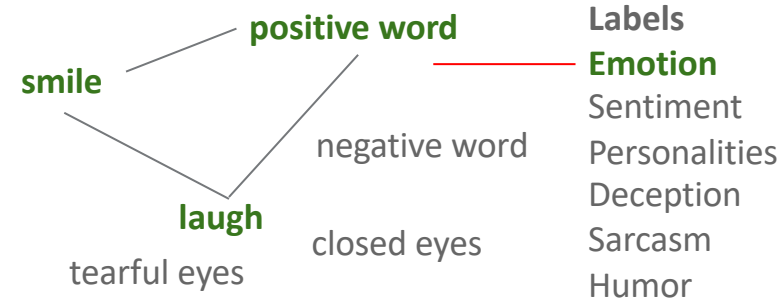 positive word
smile
negative word
laugh
closed eyes
tearful eyes
Labels
Emotion
Sentiment
Personalities
Deception
Sarcasm
Humor